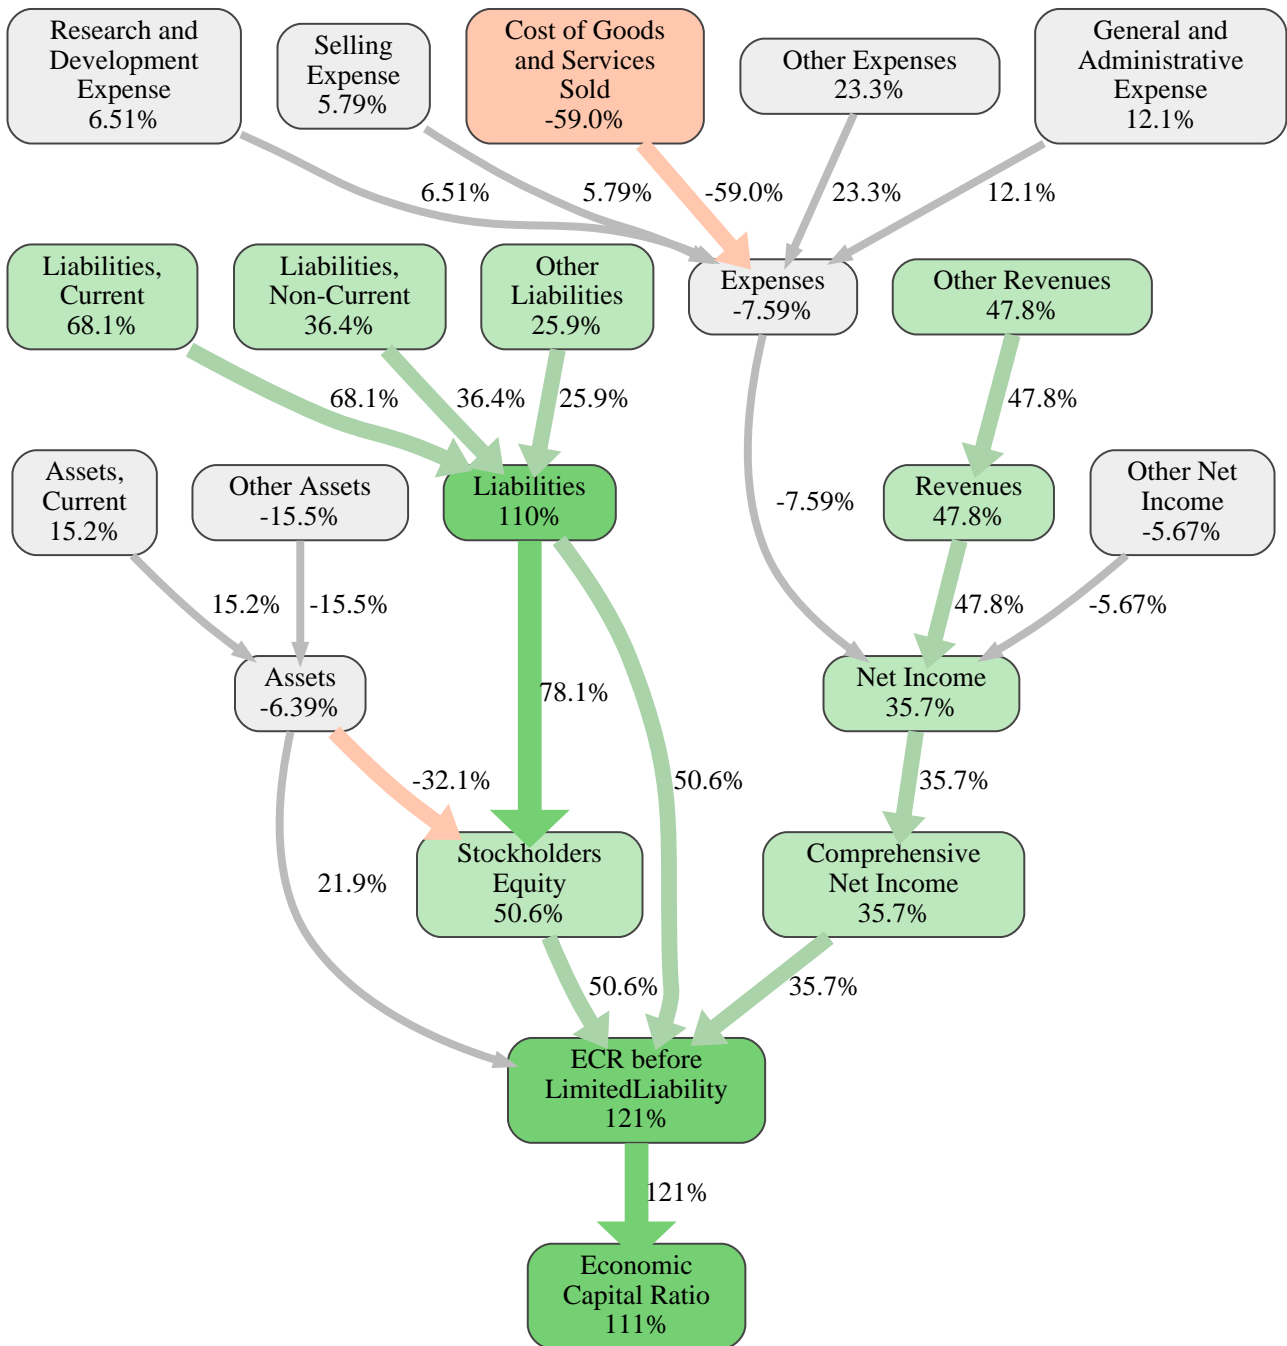 Research and
Development
Expense
6.51%
Selling
Expense
5.79%
Cost of Goods
and Services
Sold
-59.0%
Other Expenses
23.3%
General and
Administrative
Expense
12.1%
6.51%
5.79%
-59.0%
23.3%
12.1%
Liabilities,
Current
68.1%
Liabilities,
Non-Current
36.4%
Other
Liabilities
25.9%
Expenses
-7.59%
Other Revenues
47.8%
68.1%
36.4%
25.9%
47.8%
Assets,
Current
15.2%
Other Assets
-15.5%
Liabilities
110%
-7.59%
Revenues
47.8%
Other Net
Income
-5.67%
15.2%
-15.5%
47.8%
-5.67%
Assets
-6.39%
78.1%
Net Income
35.7%
-32.1%
50.6%
35.7%
21.9%
Stockholders
Equity
50.6%
Comprehensive
Net Income
35.7%
50.6%
35.7%
ECR before
LimitedLiability
121%
121%
Economic
Capital Ratio
111%